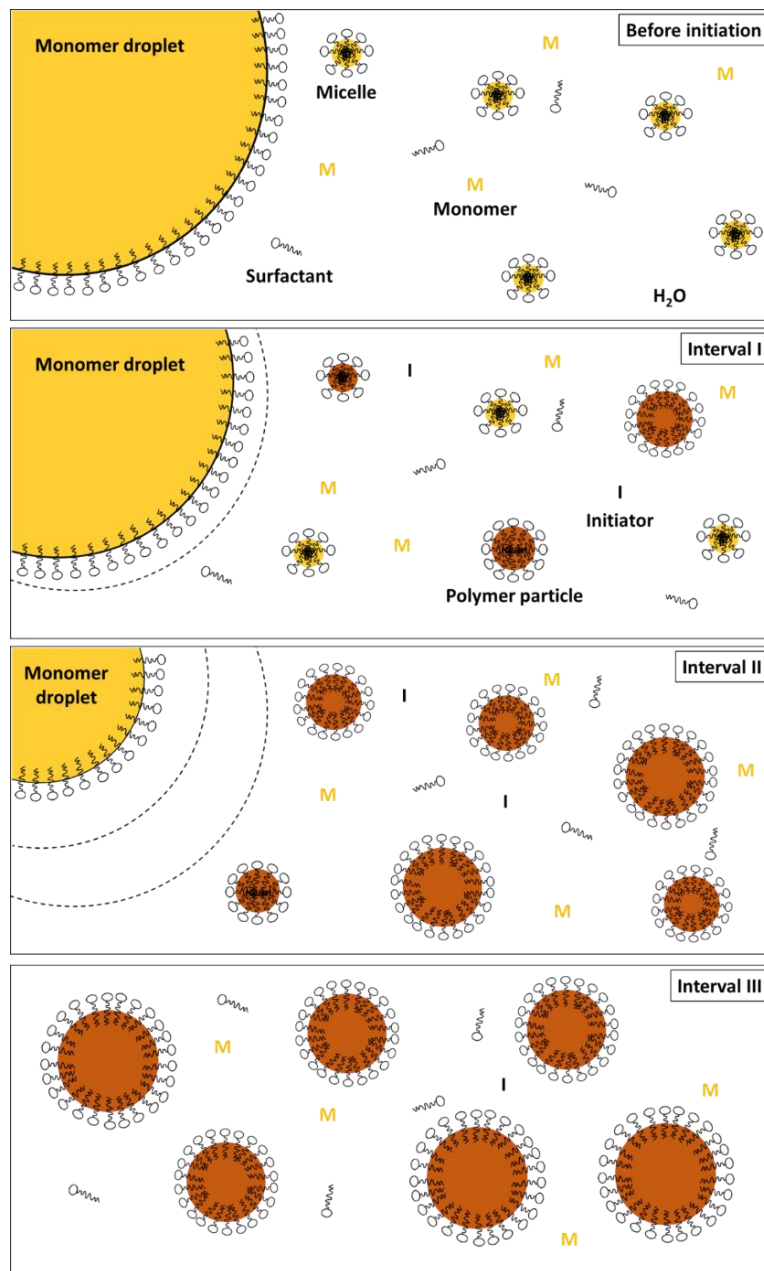 Monomer droplet
Before initiation
M
M
Micelle
M
M
Monomer
Surfactant
H₂O
Monomer droplet
Interval I
I
M
M
M
I
Initiator
M
Polymer particle
Monomer
droplet
Interval II
I
M
M
M
I
M
Interval III
M
I
M
M
M